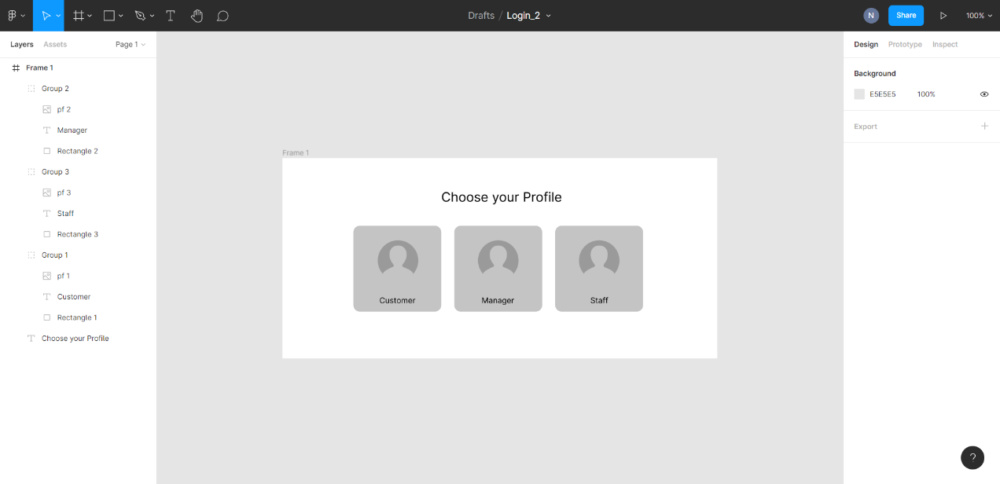 Drafts / Login_2
N
Share
100%
Layers Assets Page 1
Frame 1
Group 2
pf 2
Manager
Rectangle 2
Group 3
pf 3
Staff
Rectangle 3
Group 1
pf 1
Customer
Rectangle 1
Choose your Profile
Frame 1
Choose your Profile
Customer Manager Staff
Design Prototype Inspect
Background
E5E5E5 100%
Export
?